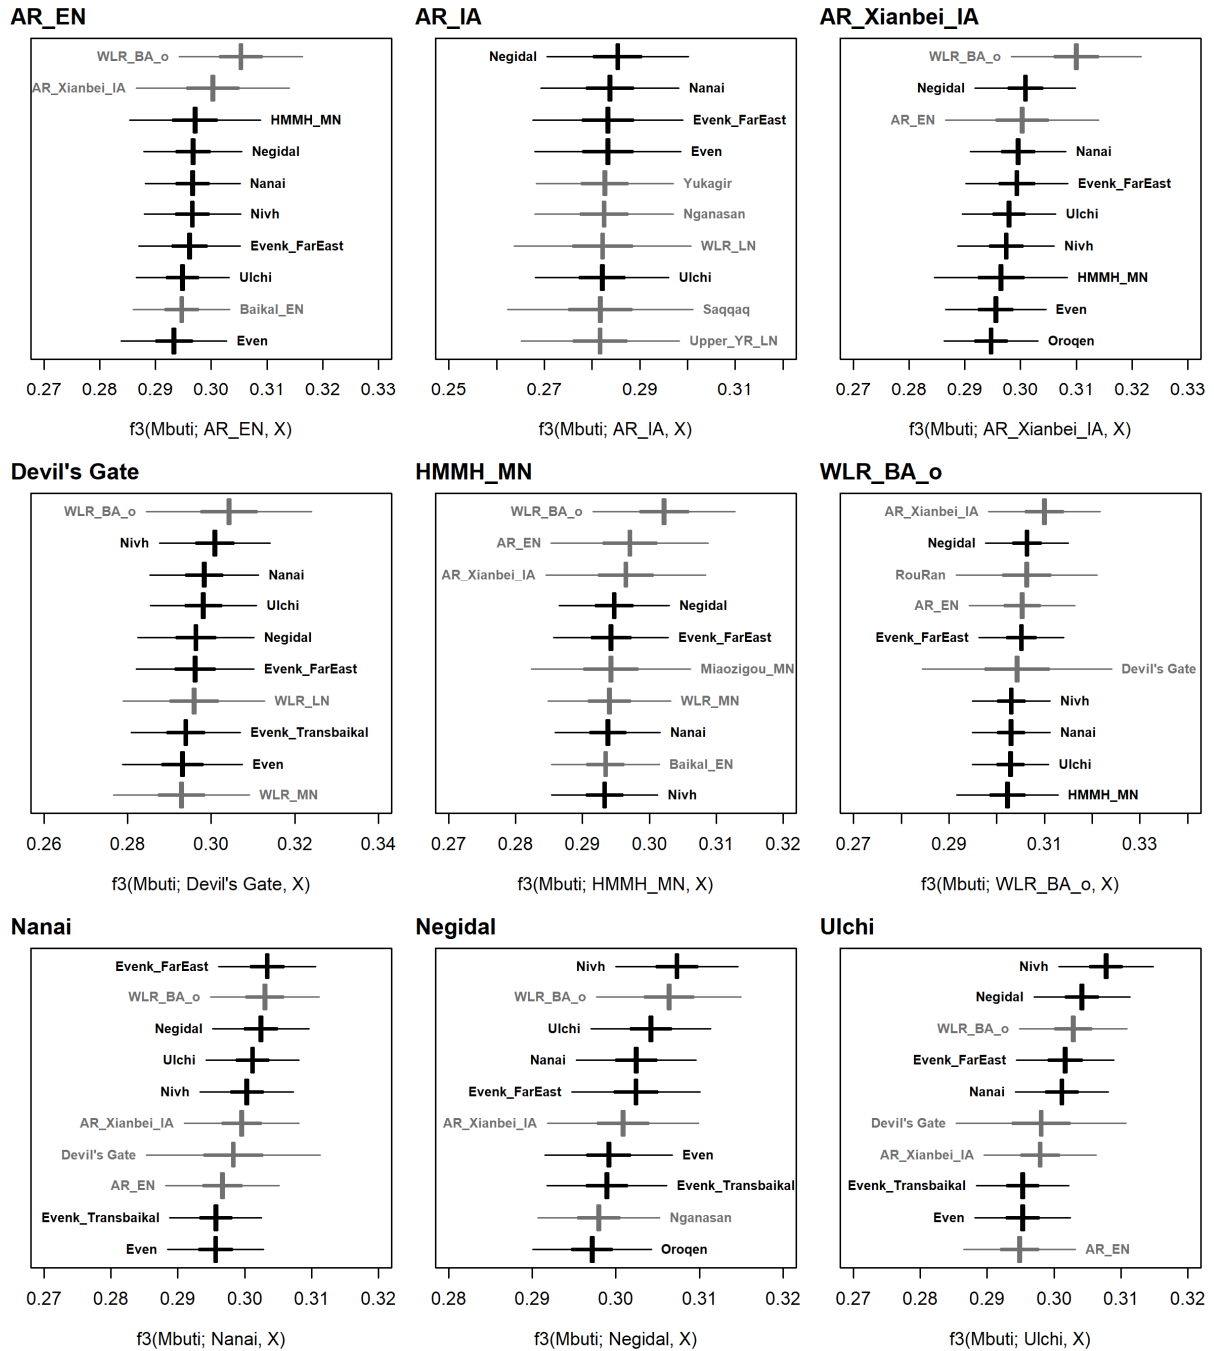 AR_EN
WLR_BA_o
AR_Xianbei_IA
HMMH_MN
Negidal
Nanai
Nivh
Evenk_FarEast
Ulchi
Baikal_EN
Even
0.27 0.28 0.29 0.30 0.31 0.32 0.33
f3(Mbuti; AR_EN, X)
AR_IA
Negidal
Nanai
Evenk_FarEast
Even
Yukagir
Nganasan
WLR_LN
Ulchi
Saqqaq
Upper_YR_LN
0.25 0.27 0.29 0.31
f3(Mbuti; AR_IA, X)
AR_Xianbei_IA
WLR_BA_o
Negidal
AR_EN
Nanai
Evenk_FarEast
Ulchi
Nivh
HMMH_MN
Even
Oroqen
0.27 0.28 0.29 0.30 0.31 0.32 0.33
f3(Mbuti; AR_Xianbei_IA, X)
Devil's Gate
WLR_BA_o
Nivh
Nanai
Ulchi
Negidal
Evenk_FarEast
WLR_LN
Evenk_Transbaikal
Even
WLR_MN
0.26 0.28 0.30 0.32 0.34
f3(Mbuti; Devil's Gate, X)
HMMH_MN
WLR_BA_o
AR_EN
AR_Xianbei_IA
Negidal
Evenk_FarEast
Miaozigou_MN
WLR_MN
Nanai
Baikal_EN
Nivh
0.27 0.28 0.29 0.30 0.31 0.32
f3(Mbuti; HMMH_MN, X)
WLR_BA_o
AR_Xianbei_IA
Negidal
RouRan
AR_EN
Evenk_FarEast
Devil's Gate
Nivh
Nanai
Ulchi
HMMH_MN
0.27 0.29 0.31 0.33
f3(Mbuti; WLR_BA_o, X)
Nanai
Evenk_FarEast
WLR_BA_o
Negidal
Ulchi
Nivh
AR_Xianbei_IA
Devil's Gate
AR_EN
Evenk_Transbaikal
Even
0.27 0.28 0.29 0.30 0.31 0.32
f3(Mbuti; Nanai, X)
Negidal
Nivh
WLR_BA_o
Ulchi
Nanai
Evenk_FarEast
AR_Xianbei_IA
Even
Evenk_Transbaikal
Nganasan
Oroqen
0.28 0.29 0.30 0.31 0.32
f3(Mbuti; Negidal, X)
Ulchi
Nivh
Negidal
WLR_BA_o
Evenk_FarEast
Nanai
Devil's Gate
AR_Xianbei_IA
Evenk_Transbaikal
Even
AR_EN
0.27 0.28 0.29 0.30 0.31 0.32
f3(Mbuti; Ulchi, X)